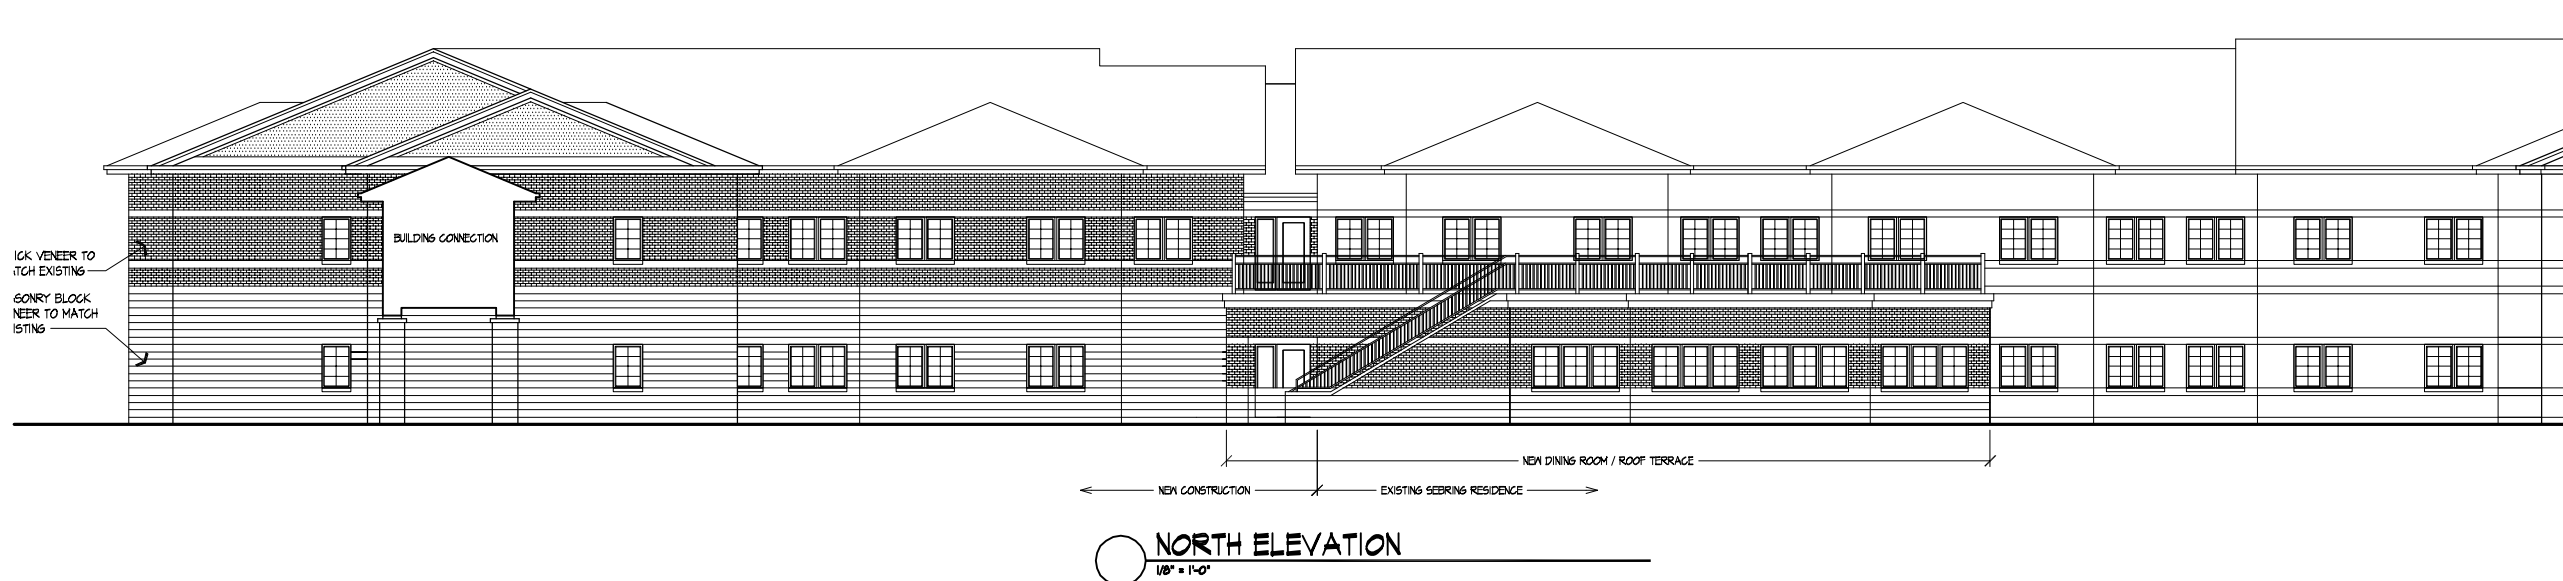 BUILDING CONNECTION
ICK VENEER TO
TCH EXISTING
SONRY BLOCK
NEER TO MATCH
ISTING
NEW DINING ROOM / ROOF TERRACE
NEW CONSTRUCTION
EXISTING SEBRING RESIDENCE
NORTH ELEVATION
1/8" = 1'-0"